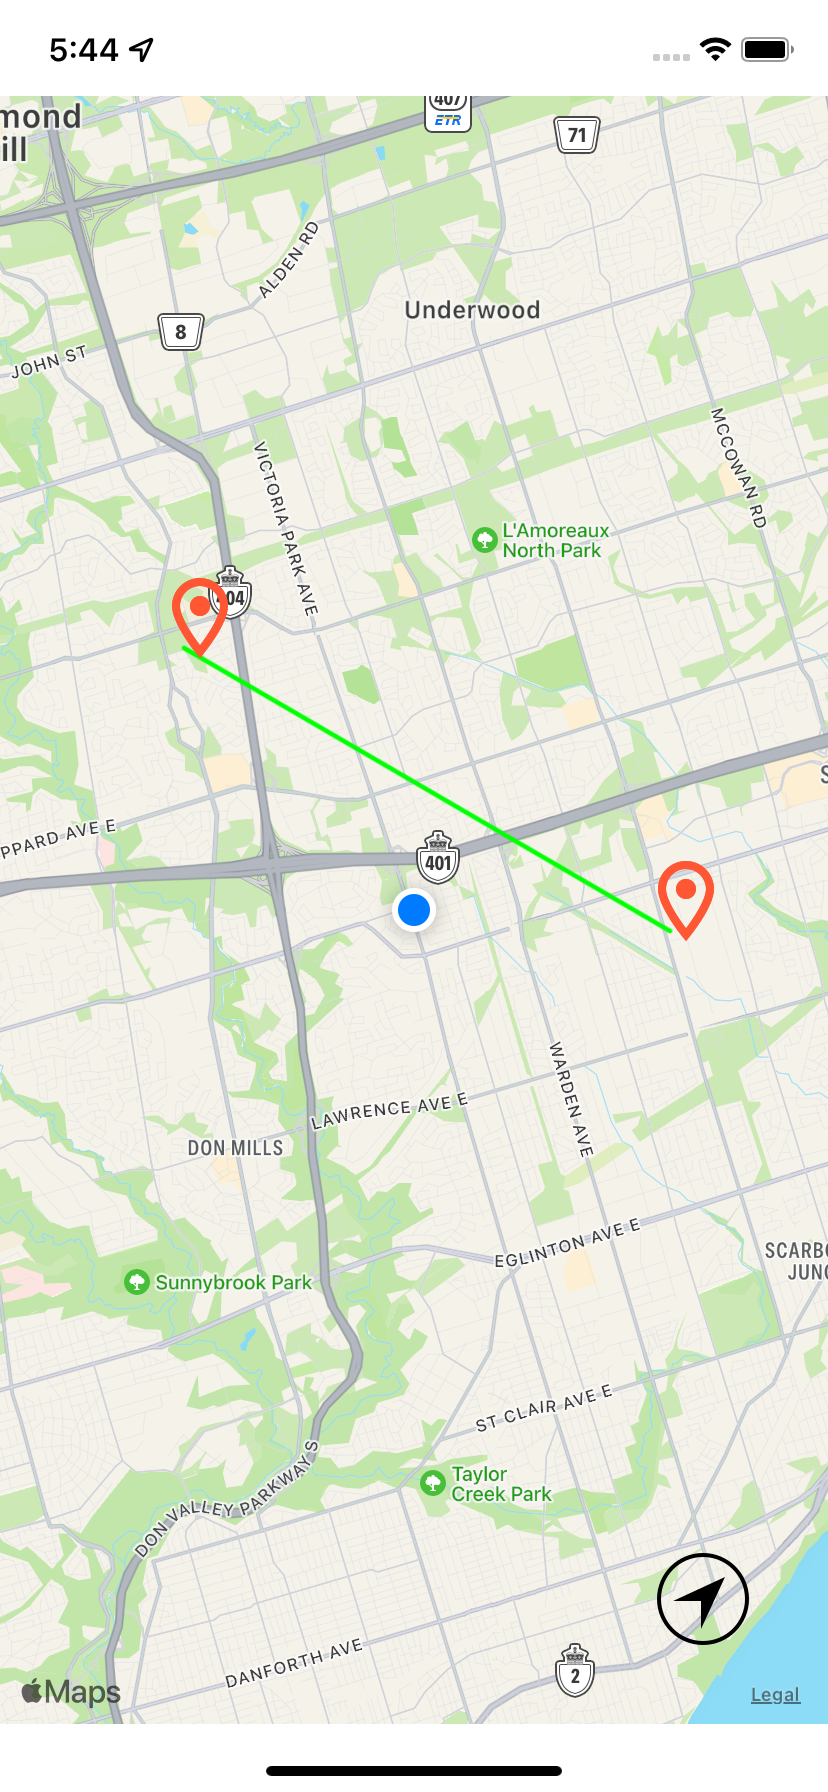 5:44
mond
ill
407
ETR
71
ALDEN RD
Underwood
8
JOHN ST
MCCOWAN RD
VICTORIA PARK AVE
L'Amoreaux
North Park
404
S
PPARD AVE E
401
WARDEN AVE
LAWRENCE AVE E
DON MILLS
EGLINTON AVE E
SCARBO
JUNC
Sunnybrook Park
ST CLAIR AVE E
DON VALLEY PARKWAY S
Taylor
Creek Park
DANFORTH AVE
2
Maps
Legal